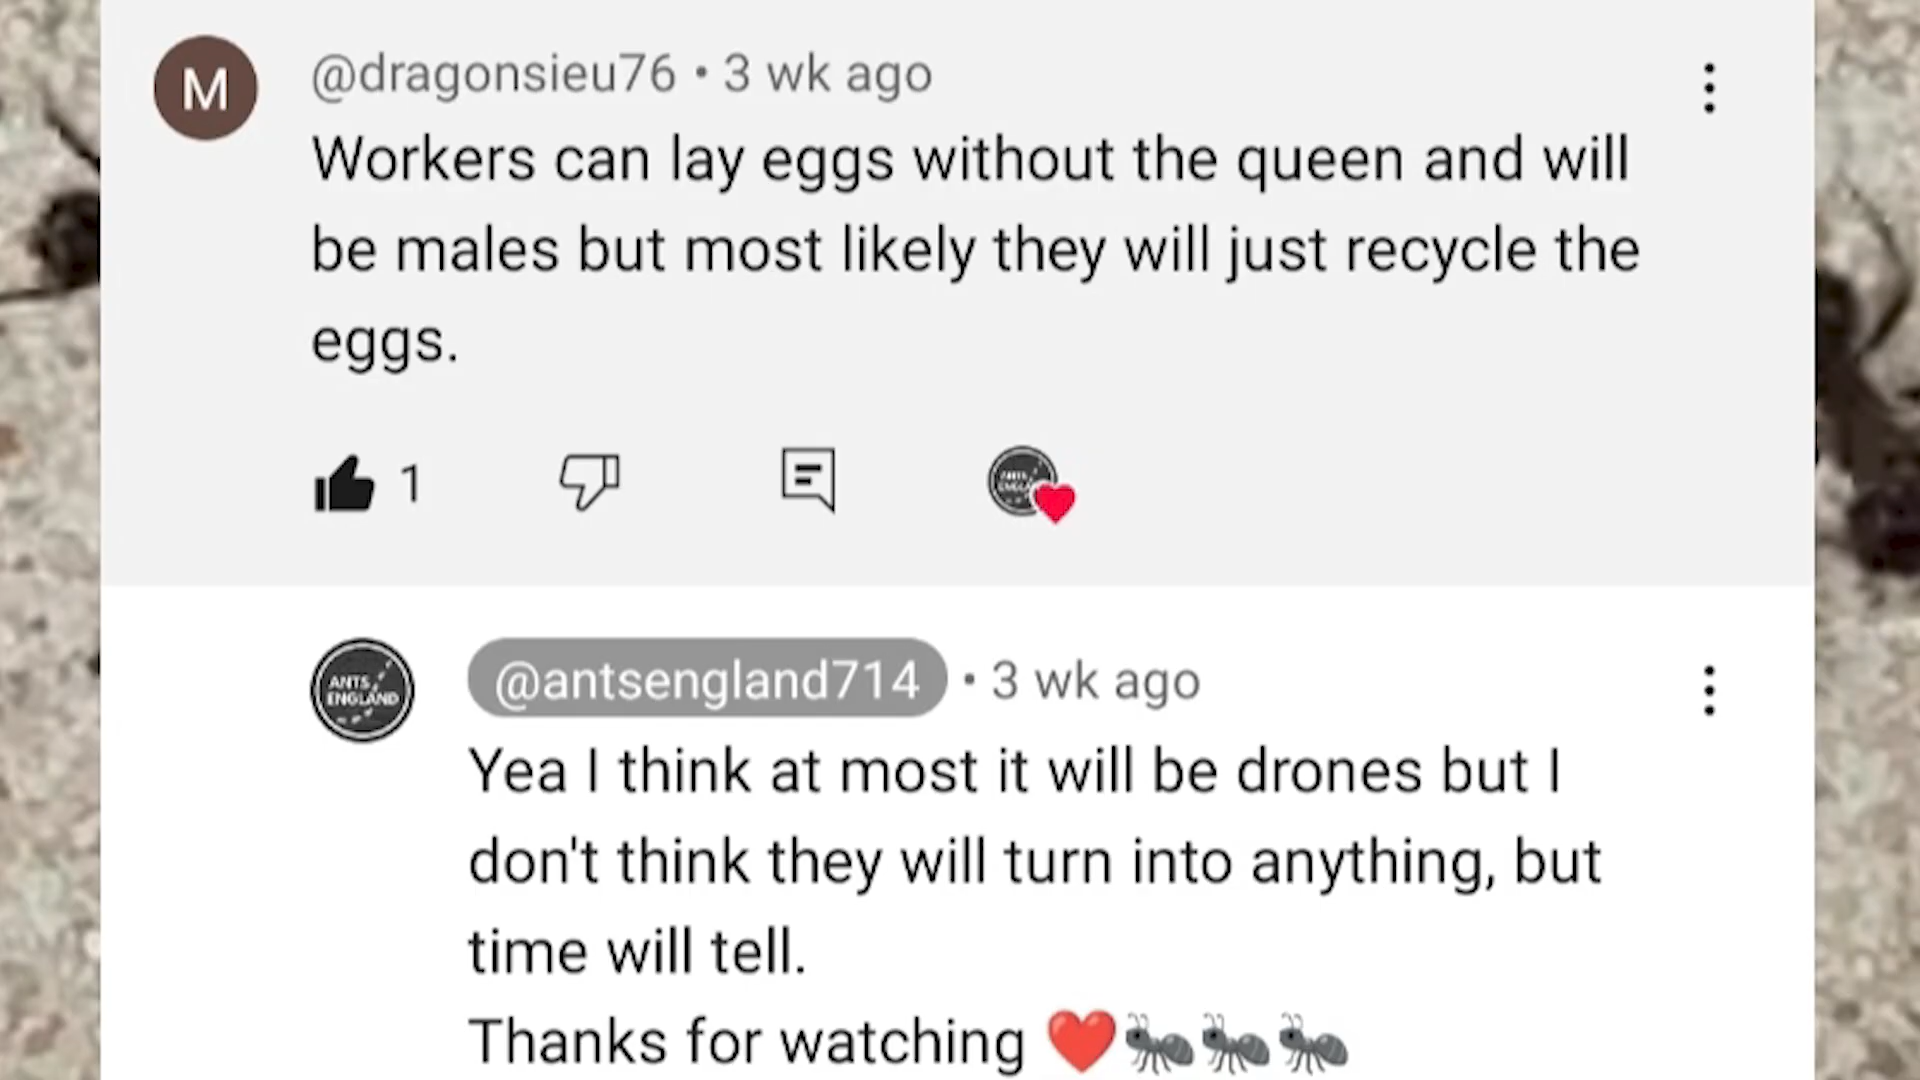 M
@dragonsieu76 • 3 wk ago
Workers can lay eggs without the queen and will
be males but most likely they will just recycle the
eggs.
1
ANTS
ENGLAND
@antsengland714 • 3 wk ago
Yea I think at most it will be drones but I
don't think they will turn into anything, but
time will tell.
Thanks for watching ❤️🐜🐜🐜